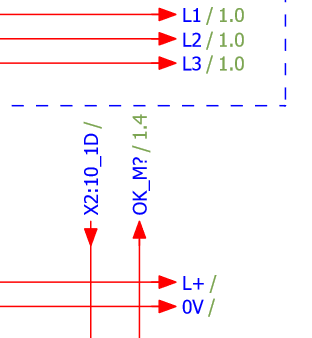 L1 / 1.0
L2 / 1.0
L3 / 1.0
X2:10_1D /
OK_M? / 1.4
L+ /
0V /